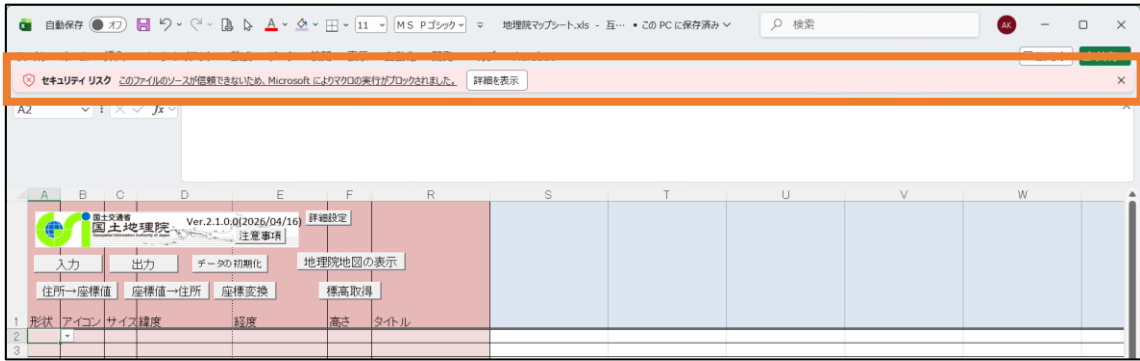 自動保存 オフ 11 MS Pゴシック 地理院マップシート.xls - 互… • この PC に保存済み 検索 AK
セキュリティ リスク このファイルのソースが信頼できないため、Microsoft によりマクロの実行がブロックされました。 詳細を表示
A2 fx
A B C D E F R S T U V W
国土交通省
国土地理院 Ver.2.1.0.0(2026/04/16) 詳細設定
注意事項
入力 出力 データの初期化 地理院地図の表示
住所→座標値 座標値→住所 座標変換 標高取得
1 形状 アイコン サイズ 緯度 経度 高さ タイトル
2
3